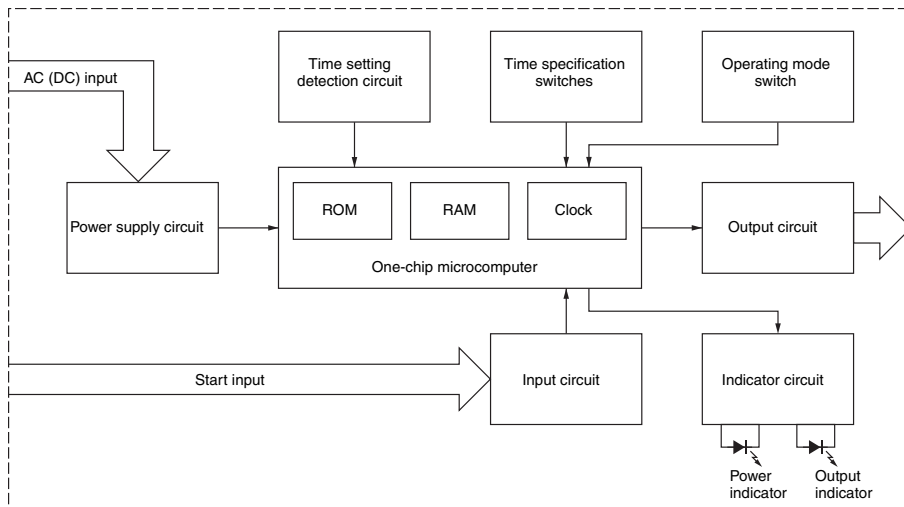 AC (DC) input
Time setting
detection circuit
Time specification
switches
Operating mode
switch
Power supply circuit
ROM
RAM
Clock
One-chip microcomputer
Output circuit
Start input
Input circuit
Indicator circuit
Power
indicator
Output
indicator